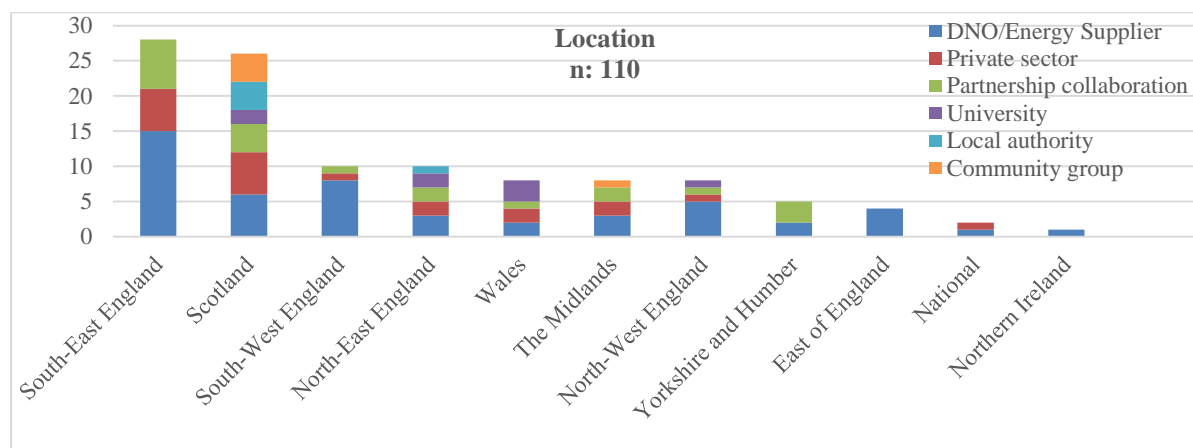 30
25
20
15
10
5
0
Location
n: 110
DNO/Energy Supplier
Private sector
Partnership collaboration
University
Local authority
Community group
South-East England
Scotland
South-West England
North-East England
Wales
The Midlands
North-West England
Yorkshire and Humber
East of England
National
Northern Ireland